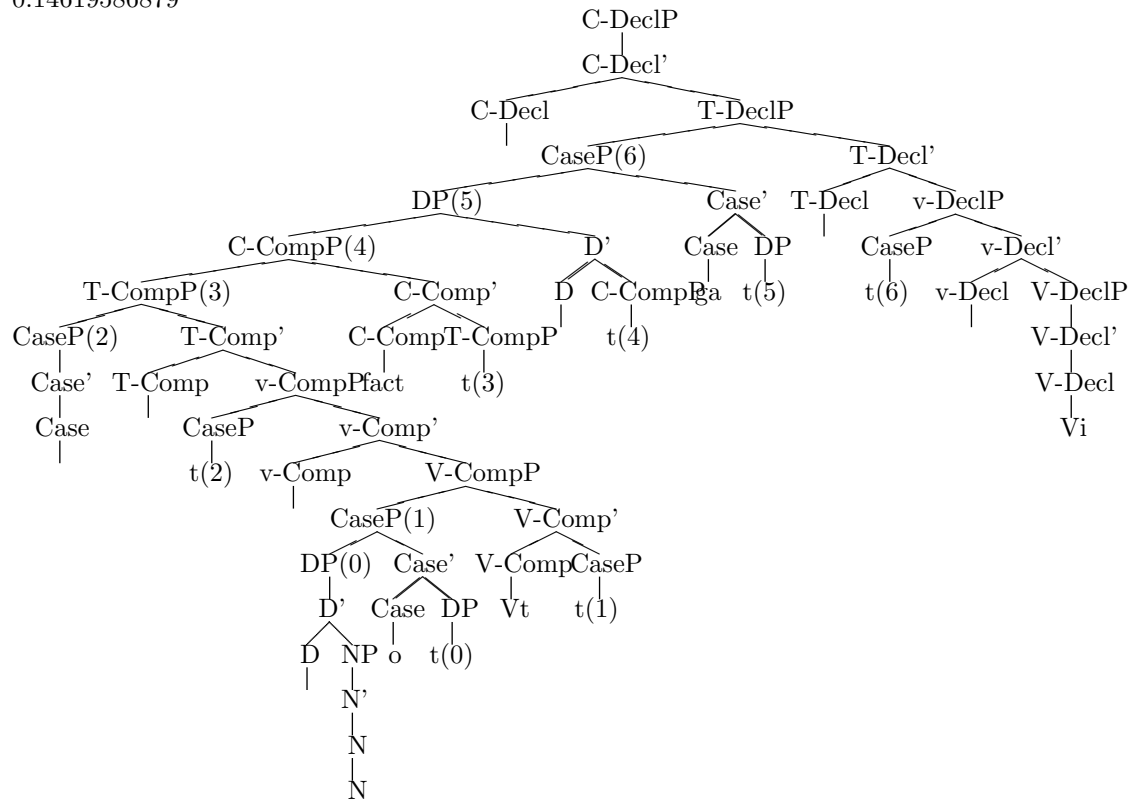 C-DeclP
C-Decl'
C-Decl T-DeclP
CaseP(6) T-Decl'
DP(5) Case' T-Decl v-DeclP
C-CompP(4) D' Case DP CaseP v-Decl'
T-CompP(3) C-Comp' D C-CompP ga t(5) t(6) v-Decl V-DeclP
CaseP(2) T-Comp' C-Comp T-CompP t(4) V-Decl'
Case' T-Comp v-CompP fact t(3) V-Decl
Case CaseP v-Comp' Vi
t(2) v-Comp V-CompP
CaseP(1) V-Comp'
DP(0) Case' V-Comp CaseP
D' Case DP Vt t(1)
D NP o t(0)
N'
N
N